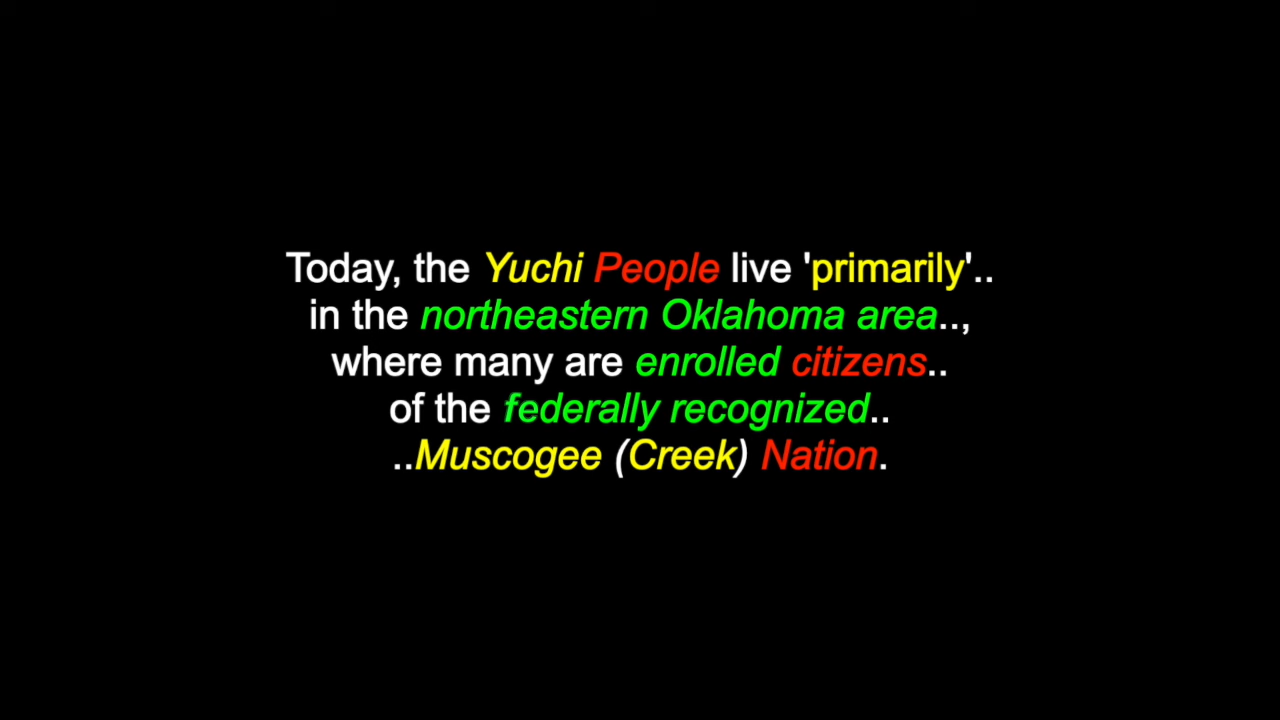 Today, the Yuchi People live 'primarily'..
in the northeastern Oklahoma area..,
where many are enrolled citizens..
of the federally recognized..
..Muscogee (Creek) Nation.